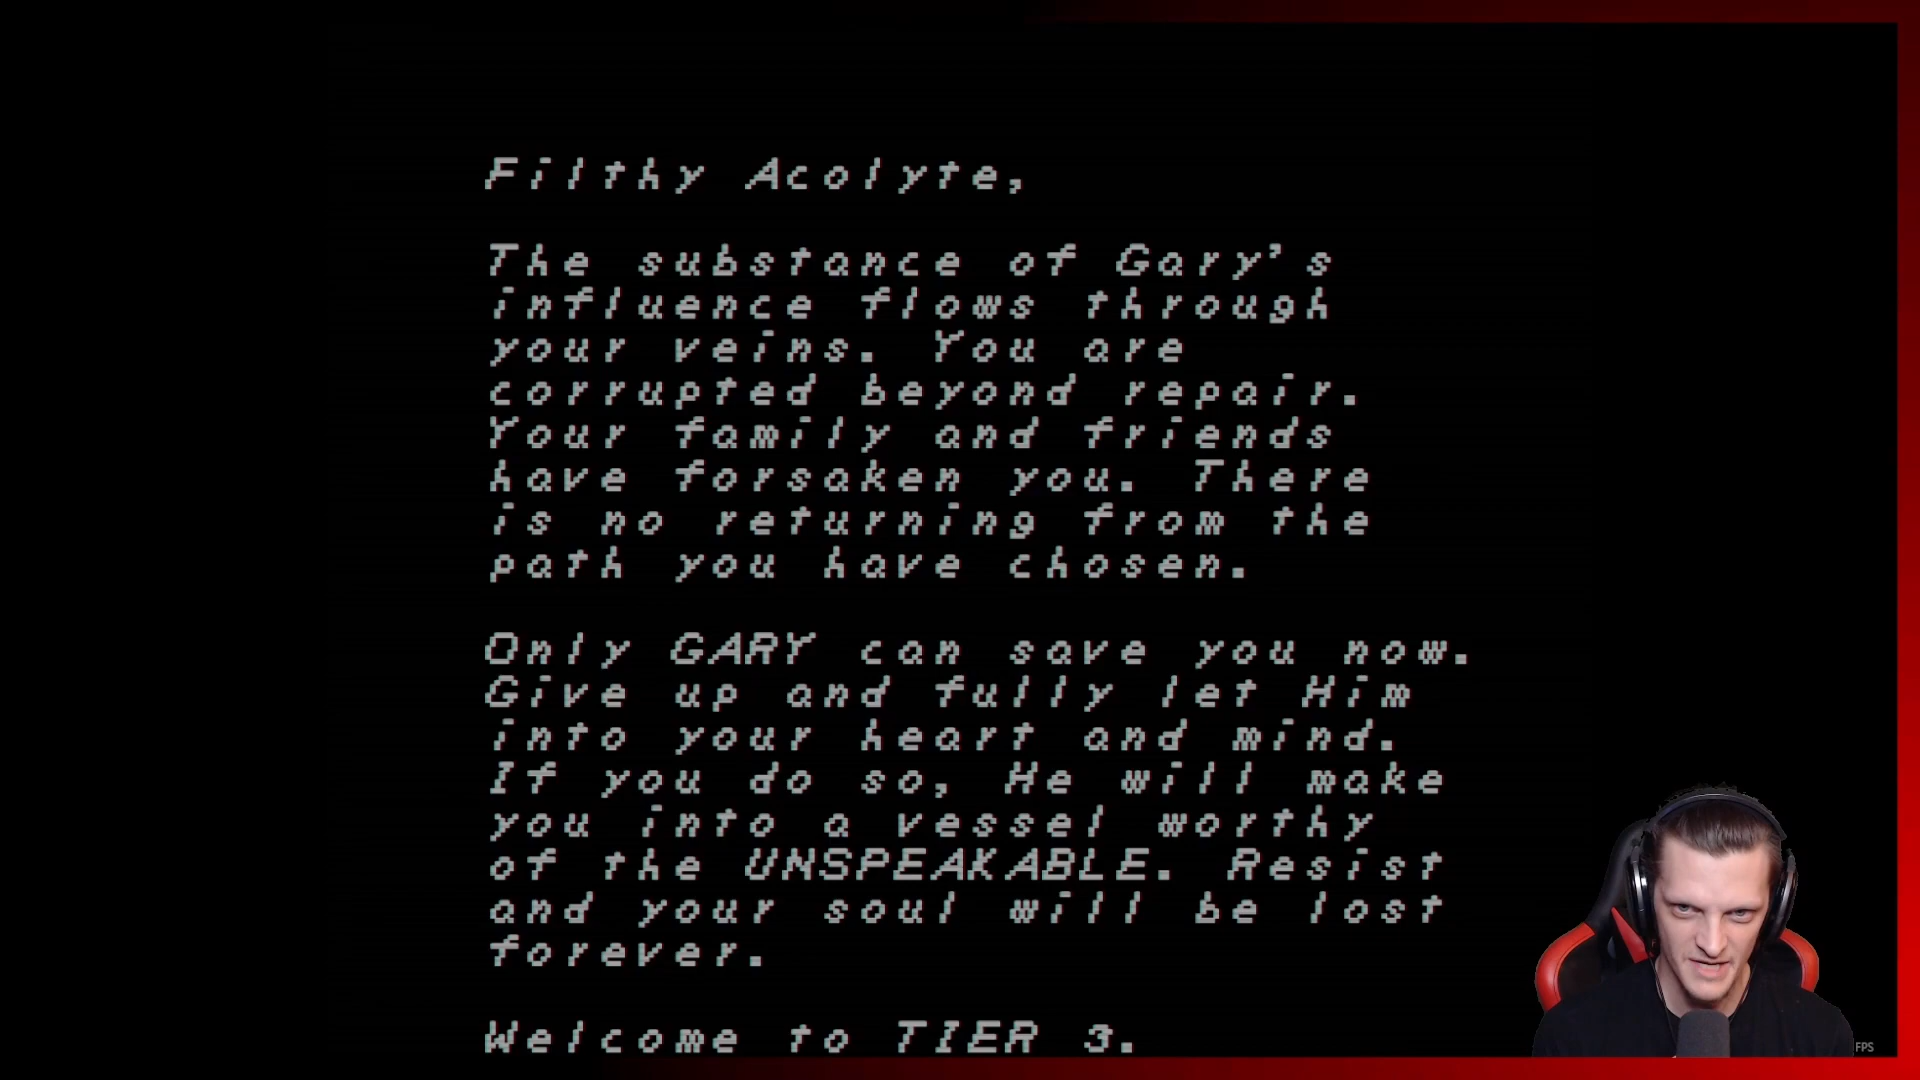 Filthy Acolyte,
The substance of Gary's
influence flows through
your veins. You are
corrupted beyond repair.
Your family and friends
have forsaken you. There
is no returning from the
path you have chosen.
Only GARY can save you now.
Give up and fully let Him
into your heart and mind.
If you do so, He will make
you into a vessel worthy
of the UNSPEAKABLE. Resist
and your soul will be lost
forever.
Welcome to TIER 3.
FPS